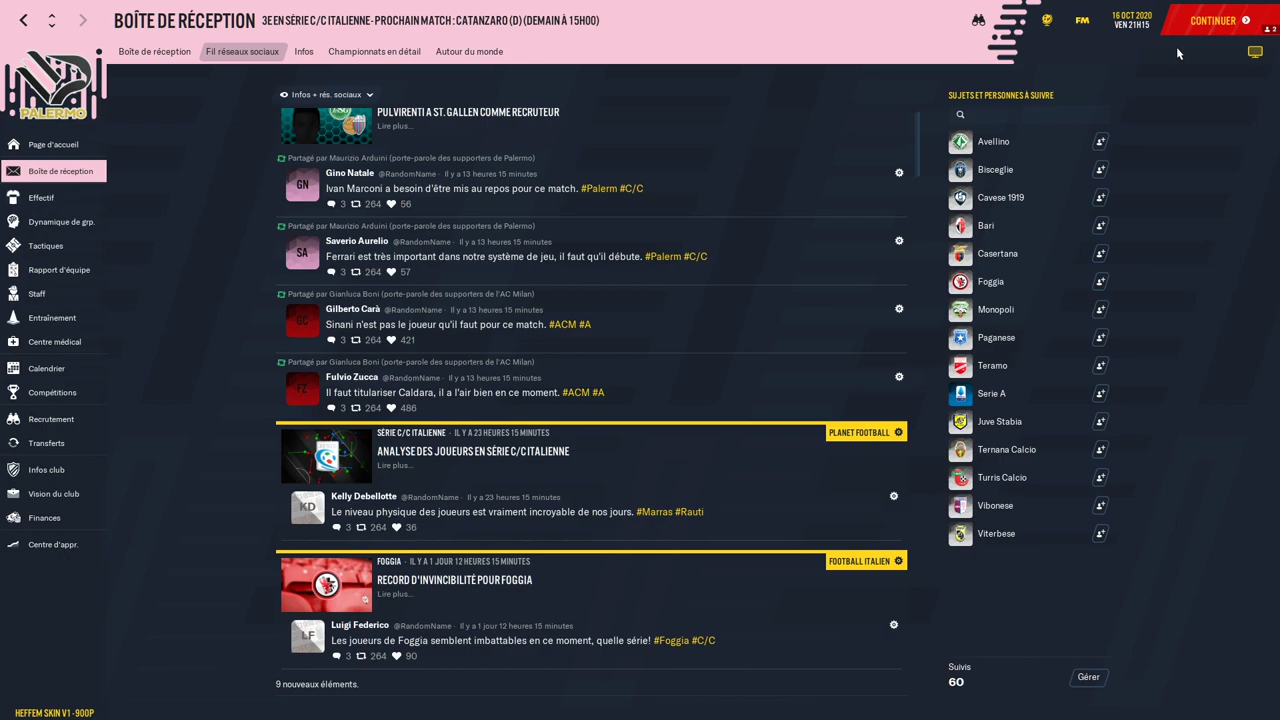 BOÎTE DE RÉCEPTION
3E EN SÉRIE C/C ITALIENNE - PROCHAIN MATCH : CATANZARO (D) (DEMAIN À 15H00)
FM
16 OCT 2020
VEN 21H15
CONTINUER
2
Boîte de réception
Fil réseaux sociaux
Infos
Championnats en détail
Autour du monde
PALERMO
Page d'accueil
Boîte de réception
Effectif
Dynamique de grp.
Tactiques
Rapport d'équipe
Staff
Entraînement
Centre médical
Calendrier
Compétitions
Recrutement
Transferts
Infos club
Vision du club
Finances
Centre d'appr.
HEFFEM SKIN V1 - 900P
Infos + rés. sociaux
PULVIRENTI A ST. GALLEN COMME RECRUTEUR
Lire plus...
Partagé par Maurizio Arduini (porte-parole des supporters de Palermo)
GN
Gino Natale @RandomName · Il y a 13 heures 15 minutes
Ivan Marconi a besoin d'être mis au repos pour ce match. #Palerm #C/C
3 264 56
Partagé par Maurizio Arduini (porte-parole des supporters de Palermo)
SA
Saverio Aurelio @RandomName · Il y a 13 heures 15 minutes
Ferrari est très important dans notre système de jeu, il faut qu'il débute. #Palerm #C/C
3 264 57
Partagé par Gianluca Boni (porte-parole des supporters de l'AC Milan)
GC
Gilberto Carà @RandomName · Il y a 13 heures 15 minutes
Sinani n'est pas le joueur qu'il faut pour ce match. #ACM #A
3 264 421
Partagé par Gianluca Boni (porte-parole des supporters de l'AC Milan)
FZ
Fulvio Zucca @RandomName · Il y a 13 heures 15 minutes
Il faut titulariser Caldara, il a l'air bien en ce moment. #ACM #A
3 264 486
SÉRIE C/C ITALIENNE · IL Y A 23 HEURES 15 MINUTES
PLANET FOOTBALL
ANALYSE DES JOUEURS EN SÉRIE C/C ITALIENNE
Lire plus...
KD
Kelly Debellotte @RandomName · Il y a 23 heures 15 minutes
Le niveau physique des joueurs est vraiment incroyable de nos jours. #Marras #Rauti
3 264 36
FOGGIA · IL Y A 1 JOUR 12 HEURES 15 MINUTES
FOOTBALL ITALIEN
RECORD D'INVINCIBILITÉ POUR FOGGIA
Lire plus...
LF
Luigi Federico @RandomName · Il y a 1 jour 12 heures 15 minutes
Les joueurs de Foggia semblent imbattables en ce moment, quelle série! #Foggia #C/C
3 264 90
9 nouveaux éléments.
SUJETS ET PERSONNES À SUIVRE
Avellino
Bisceglie
Cavese 1919
Bari
Casertana
Foggia
Monopoli
Paganese
Teramo
Serie A
Juve Stabia
Ternana Calcio
Turris Calcio
Vibonese
Viterbese
Suivis
60
Gérer